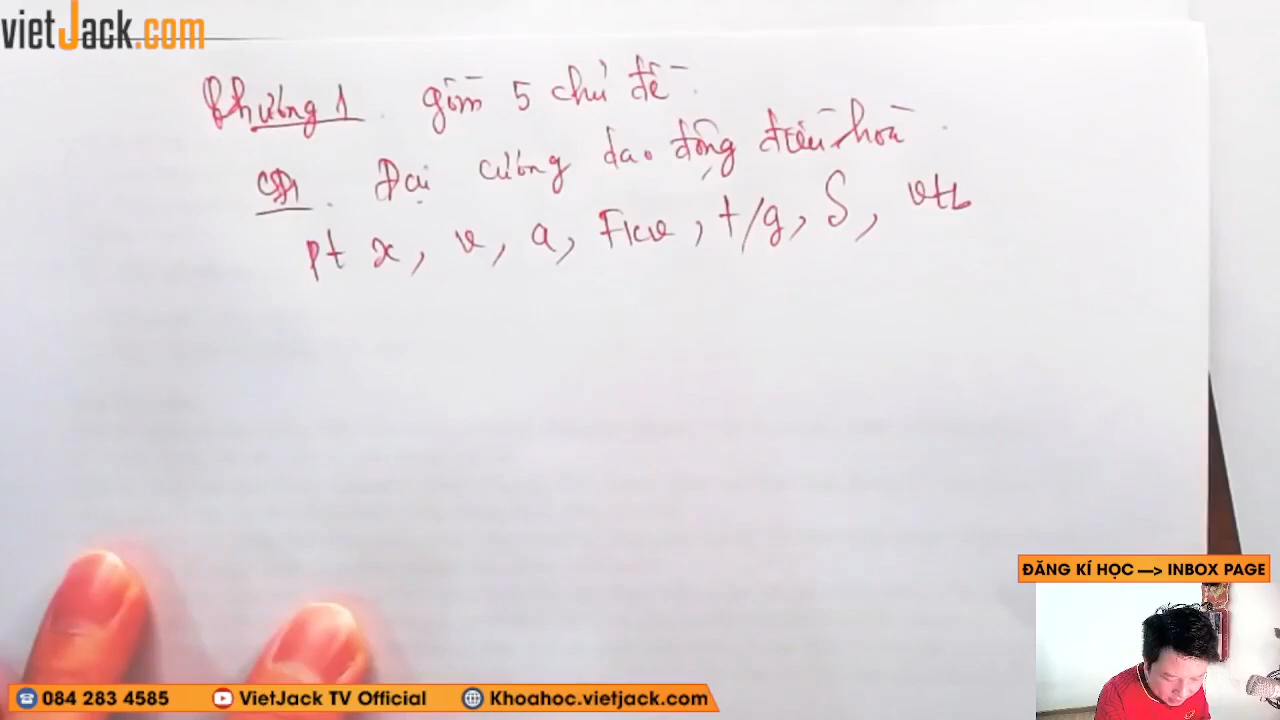 vietJack.com
Chương 1. gồm 5 chủ đề.
CĐ1. Đại cương dao động điều hoà.
pt x, v, a, Fkv, t/g, S, vtb
ĐĂNG KÍ HỌC —> INBOX PAGE
084 283 4585 VietJack TV Official Khoahoc.vietjack.com